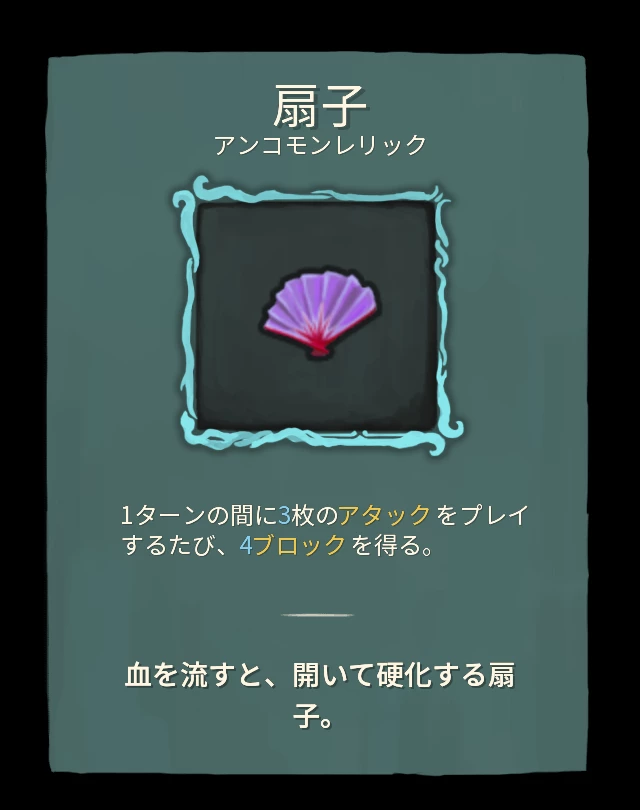 扇子
アンコモンレリック
1ターンの間に3枚のアタックをプレイ
するたび、4ブロックを得る。
血を流すと、開いて硬化する扇
子。